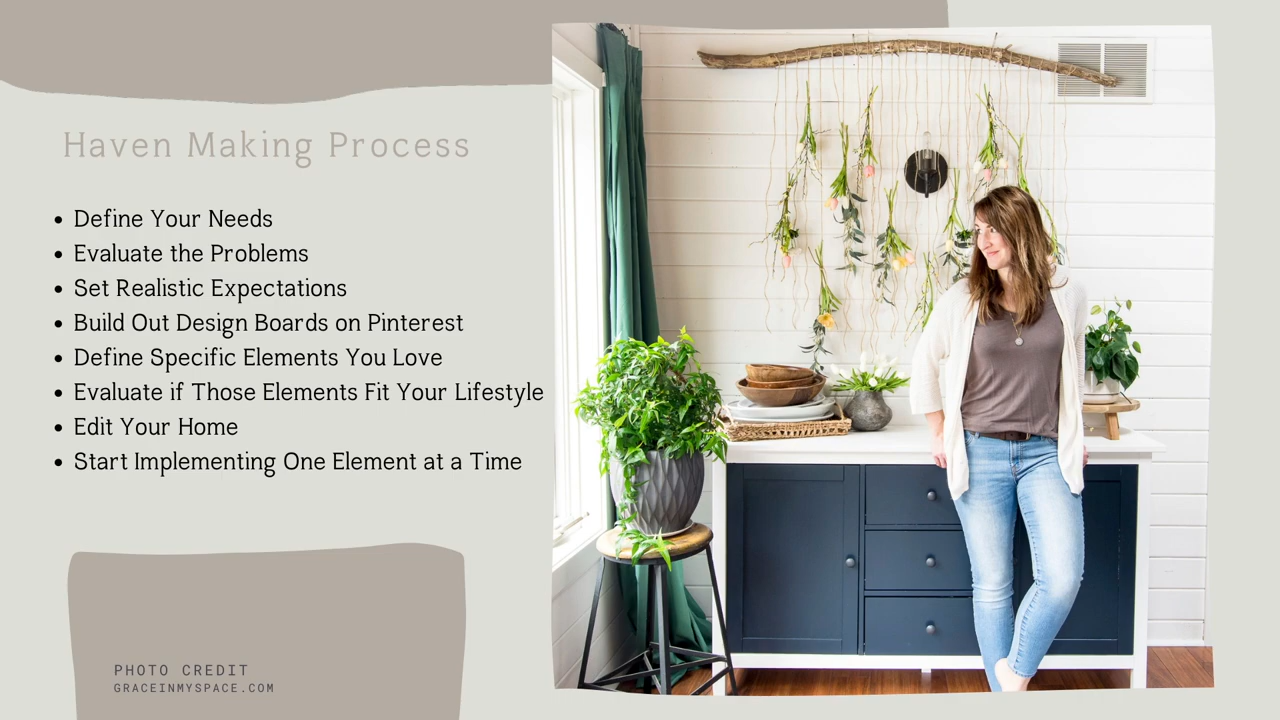 Haven Making Process
• Define Your Needs
• Evaluate the Problems
• Set Realistic Expectations
• Build Out Design Boards on Pinterest
• Define Specific Elements You Love
• Evaluate if Those Elements Fit Your Lifestyle
• Edit Your Home
• Start Implementing One Element at a Time
PHOTO CREDIT
GRACEINMYSPACE.COM